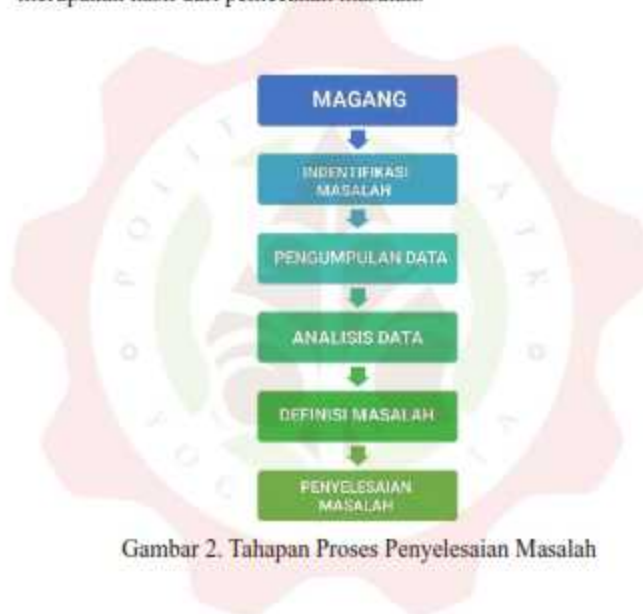 MAGANG
INDENTIFIKASI
MASALAH
PENGUMPULAN DATA
ANALISIS DATA
DEFINISI MASALAH
PENYELESAIAN
MASALAH
Gambar 2. Tahapan Proses Penyelesaian Masalah